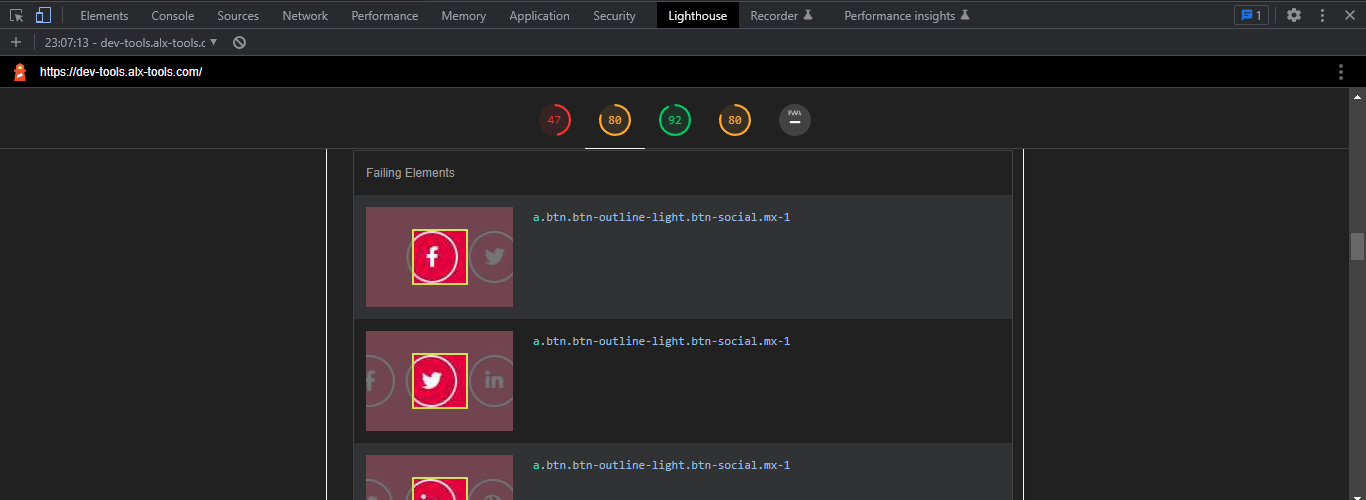 Elements Console Sources Network Performance Memory Application Security Lighthouse Recorder Performance insights 1
23:07:13 - dev-tools.alx-tools.c
https://dev-tools.alx-tools.com/
47 80 92 80 PWA
Failing Elements
a.btn.btn-outline-light.btn-social.mx-1
a.btn.btn-outline-light.btn-social.mx-1
a.btn.btn-outline-light.btn-social.mx-1